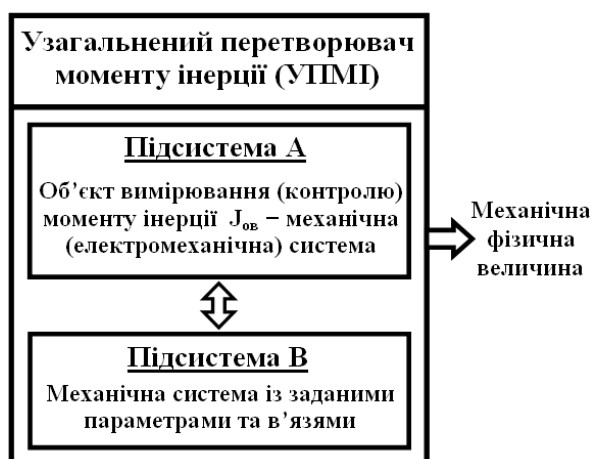 Узагальнений перетворювач
моменту інерції (УПМІ)
Підсистема А
Об’єкт вимірювання (контролю)
моменту інерції Jов – механічна
(електромеханічна) система
Механічна
фізична
величина
Підсистема В
Механічна система із заданими
параметрами та в’язями